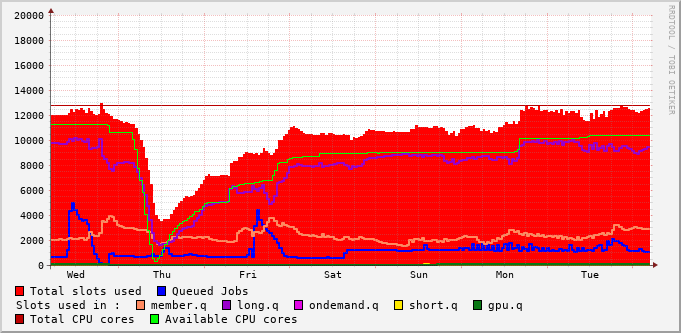 20000
18000
16000
14000
12000
10000
8000
6000
4000
2000
0
Wed Thu Fri Sat Sun Mon Tue
RRDTOOL / TOBI OETIKER
Total slots used Queued Jobs
Slots used in : member.q long.q ondemand.q short.q gpu.q
Total CPU cores Available CPU cores